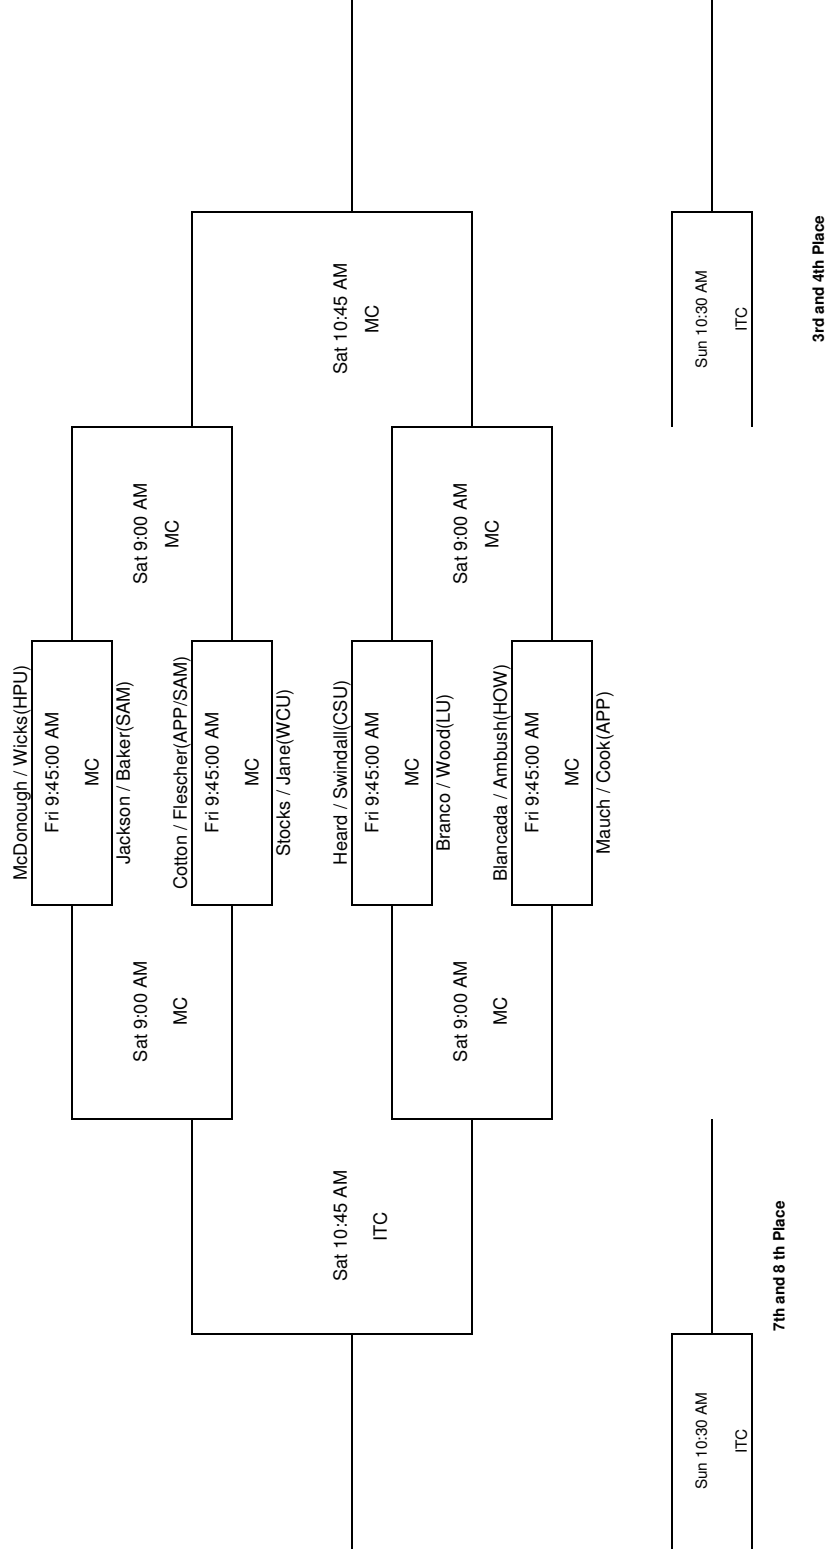 McDonough / Wicks(HPU)
Fri 9:45:00 AM
MC
Jackson / Baker(SAM)
Cotton / Flescher(APP/SAM)
Fri 9:45:00 AM
MC
Stocks / Jane(WCU)
Heard / Swindall(CSU)
Fri 9:45:00 AM
MC
Branco / Wood(LU)
Blancada / Ambush(HOW)
Fri 9:45:00 AM
MC
Mauch / Cook(APP)
Sat 9:00 AM
MC
Sat 9:00 AM
MC
Sat 10:45 AM
MC
Sun 10:30 AM
ITC
3rd and 4th Place
Sat 9:00 AM
MC
Sat 9:00 AM
MC
Sat 10:45 AM
ITC
Sun 10:30 AM
ITC
7th and 8 th Place